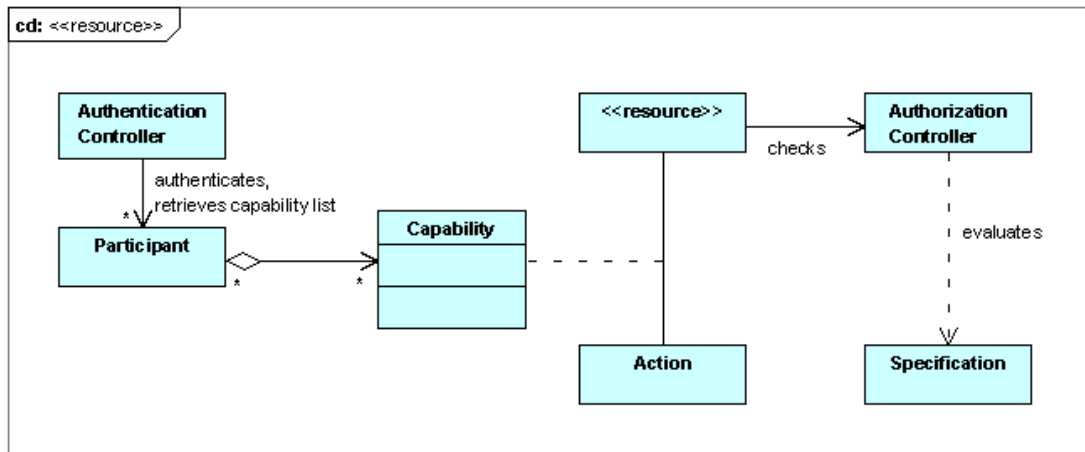 cd: <<resource>>
Authentication
Controller
<<resource>>
Authorization
Controller
checks
authenticates,
retrieves capability list
*
Participant
*
Capability
*
evaluates
Action
Specification